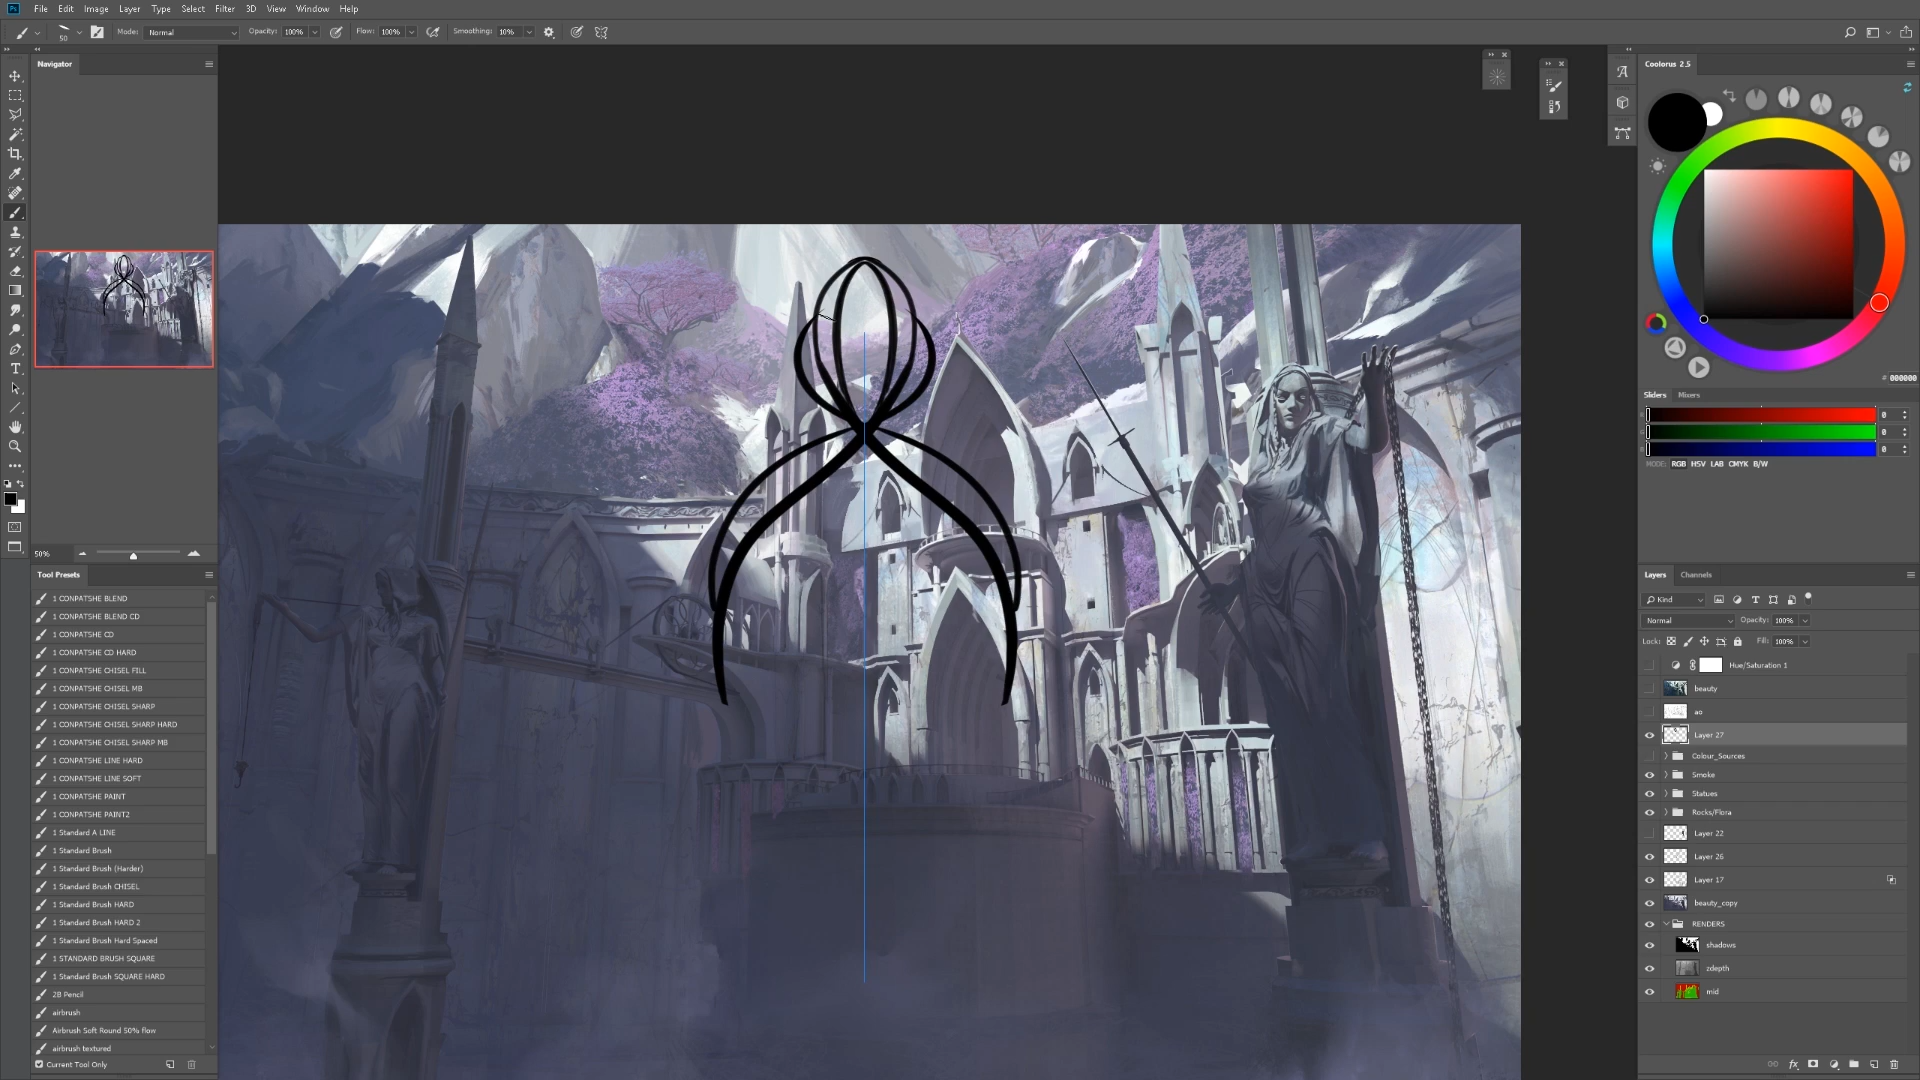 Ps File Edit Image Layer Type Select Filter 3D View Window Help
50 Mode: Normal Opacity: 100% Flow: 100% Smoothing: 10%
Navigator
50%
Tool Presets
1 CONPATSHE BLEND
1 CONPATSHE BLEND CD
1 CONPATSHE CD
1 CONPATSHE CD HARD
1 CONPATSHE CHISEL FILL
1 CONPATSHE CHISEL MB
1 CONPATSHE CHISEL SHARP
1 CONPATSHE CHISEL SHARP HARD
1 CONPATSHE CHISEL SHARP MB
1 CONPATSHE LINE HARD
1 CONPATSHE LINE SOFT
1 CONPATSHE PAINT
1 CONPATSHE PAINT2
1 Standard A LINE
1 Standard Brush
1 Standard Brush (Harder)
1 Standard Brush CHISEL
1 Standard Brush HARD
1 Standard Brush HARD 2
1 Standard Brush Hard Spaced
1 STANDARD BRUSH SQUARE
1 Standard Brush SQUARE HARD
2B Pencil
airbrush
Airbrush Soft Round 50% flow
airbrush textured
Current Tool Only
Coolorus 2.5
# 000000
Sliders Mixers
0
0
0
MODE: RGB HSV LAB CMYK B/W
Layers Channels
Kind
Normal Opacity: 100%
Lock: Fill: 100%
Hue/Saturation 1
beauty
ao
Layer 27
Colour_Sources
Smoke
Statues
Rocks/Flora
Layer 22
Layer 26
Layer 17
beauty_copy
RENDERS
shadows
zdepth
mid